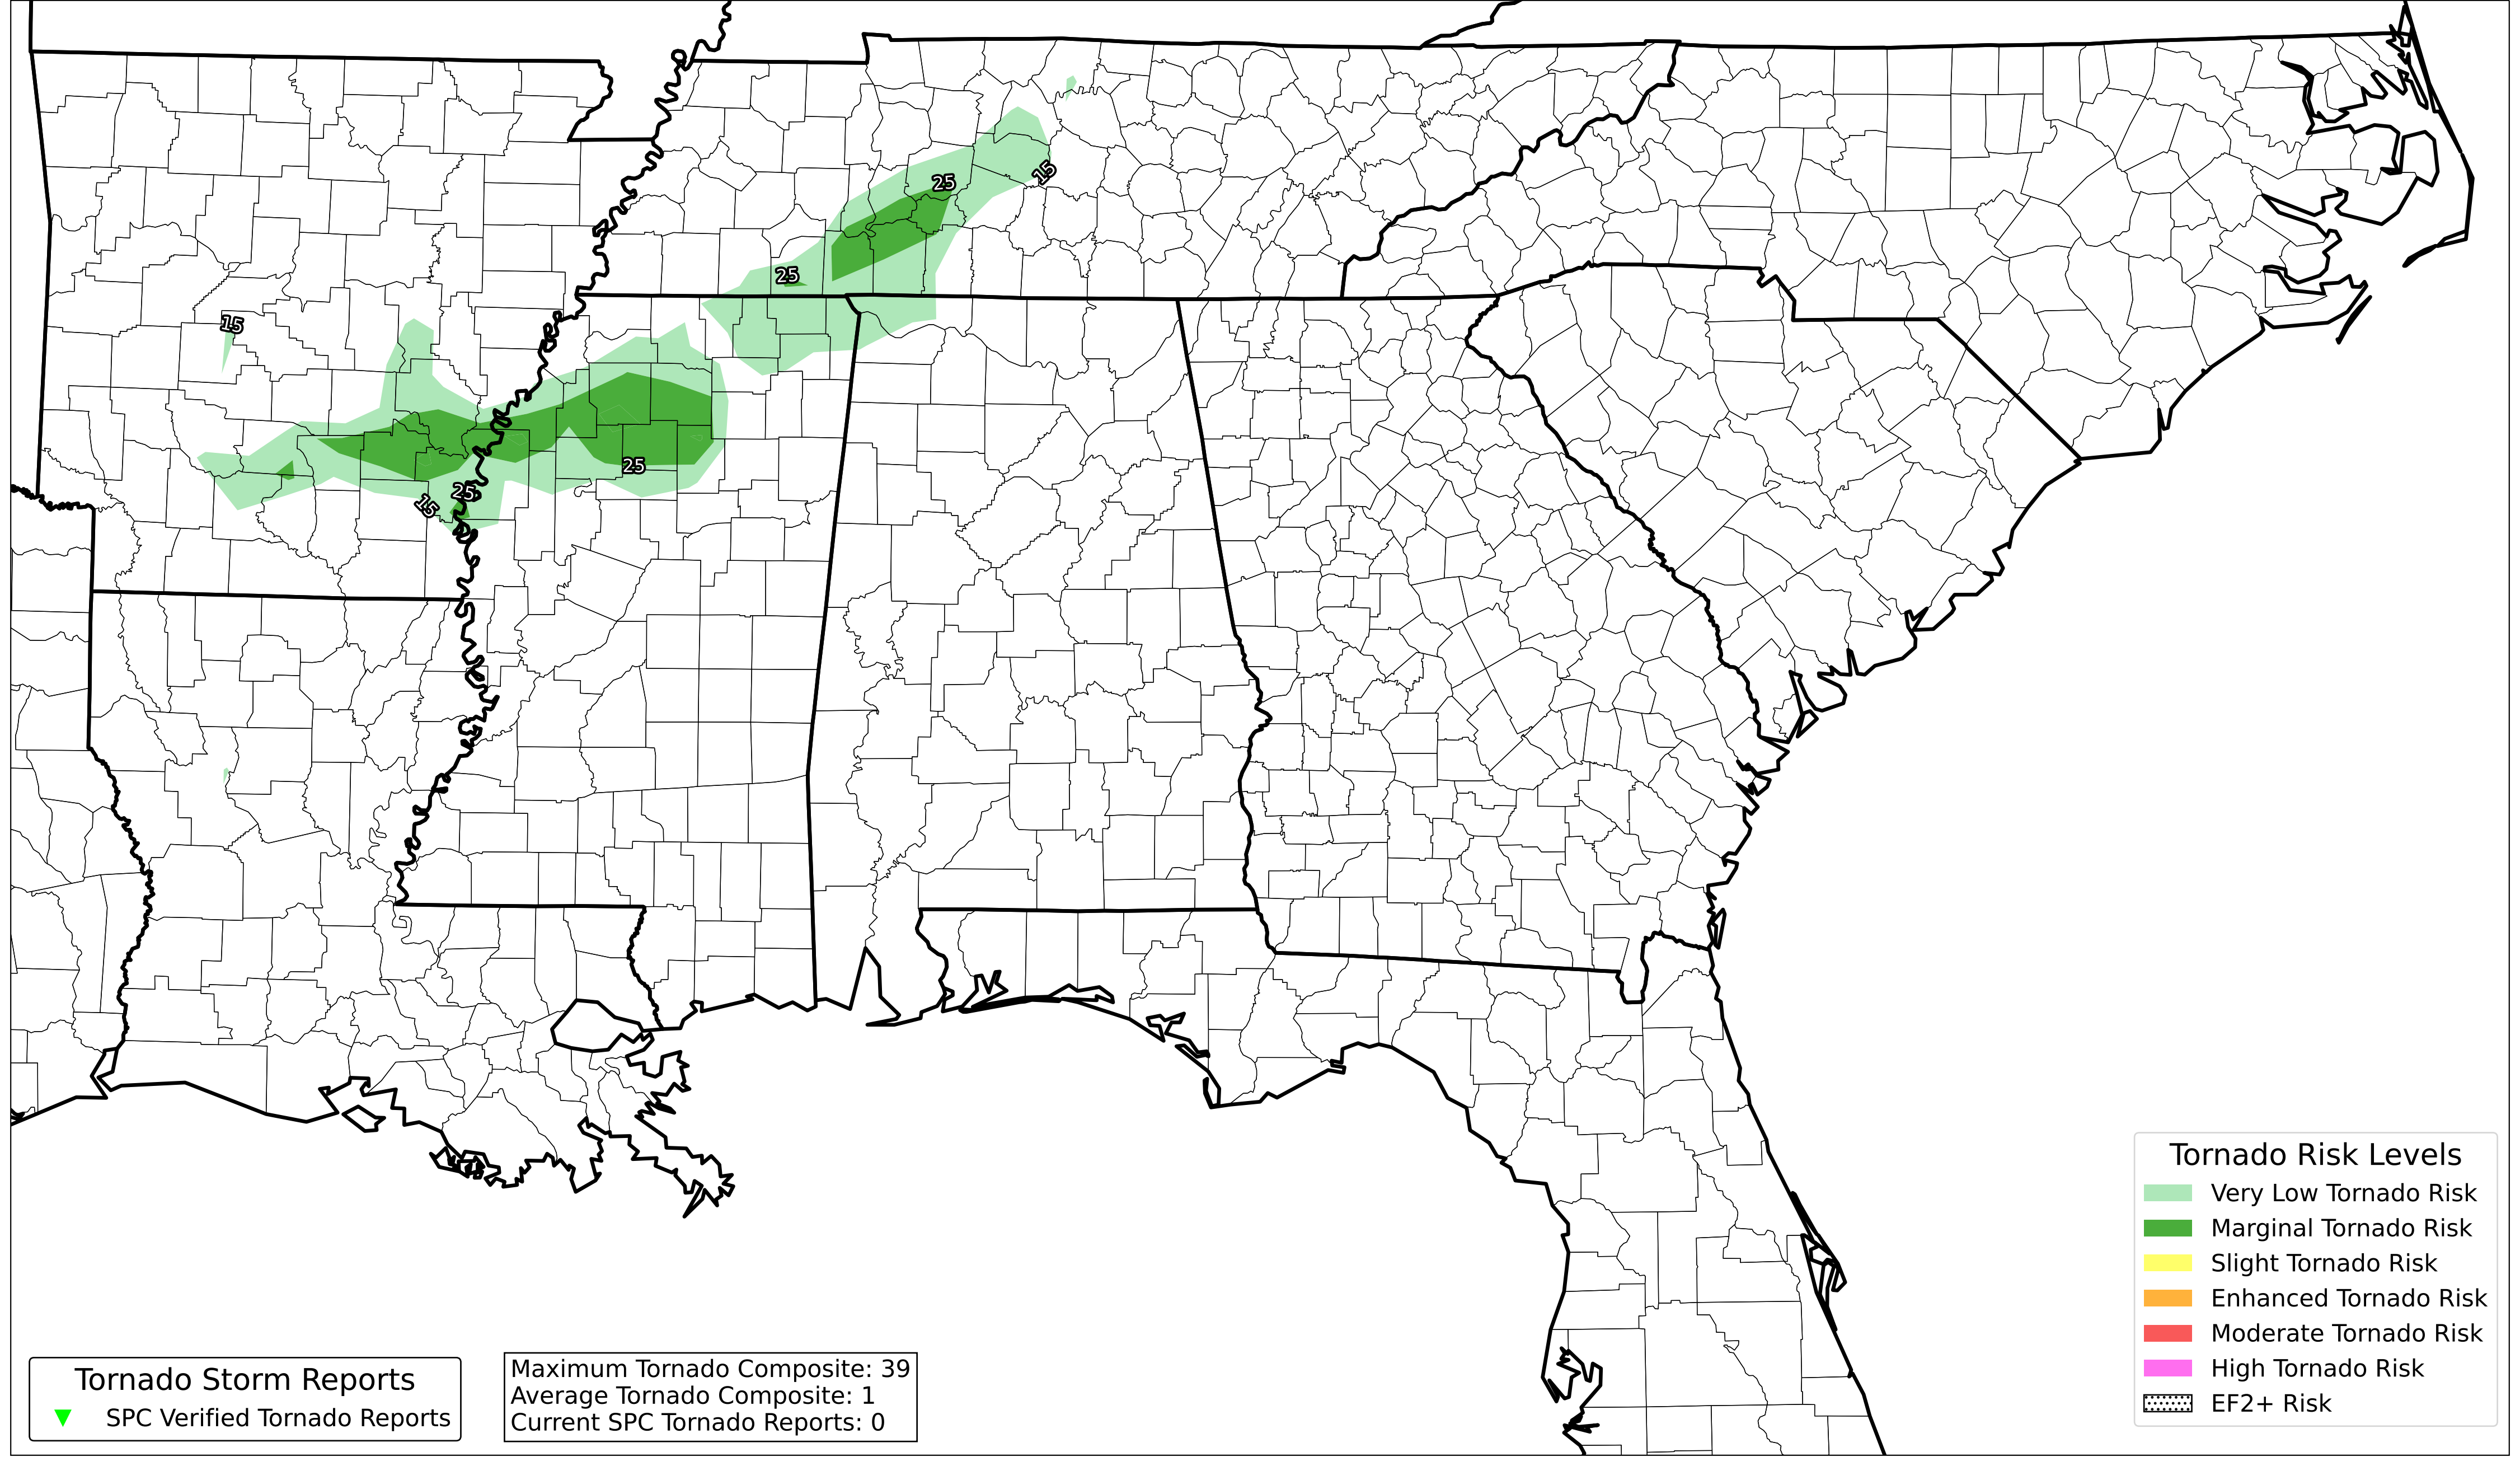 25
15
25
15
25
25
15
Tornado Risk Levels
Very Low Tornado Risk
Marginal Tornado Risk
Slight Tornado Risk
Enhanced Tornado Risk
Moderate Tornado Risk
High Tornado Risk
EF2+ Risk
Tornado Storm Reports
SPC Verified Tornado Reports
Maximum Tornado Composite: 39
Average Tornado Composite: 1
Current SPC Tornado Reports: 0